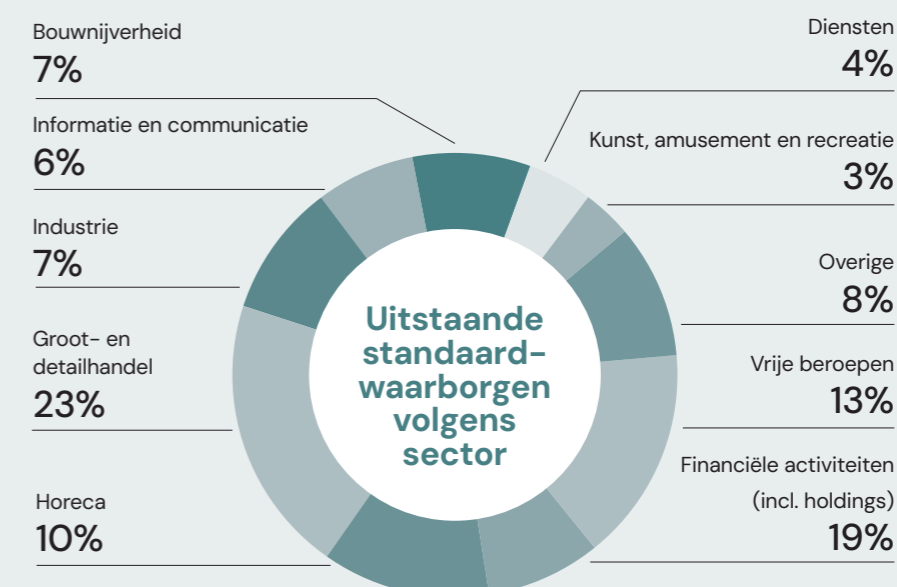 Bouwnijverheid
7%
Informatie en communicatie
6%
Industrie
7%
Groot- en
detailhandel
23%
Horeca
10%
Diensten
4%
Kunst, amusement en recreatie
3%
Overige
8%
Vrije beroepen
13%
Financiële activiteiten
(incl. holdings)
19%
Uitstaande
standaard-
waarborgen
volgens
sector